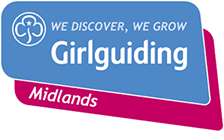 WE DISCOVER, WE GROW
Girlguiding
Midlands